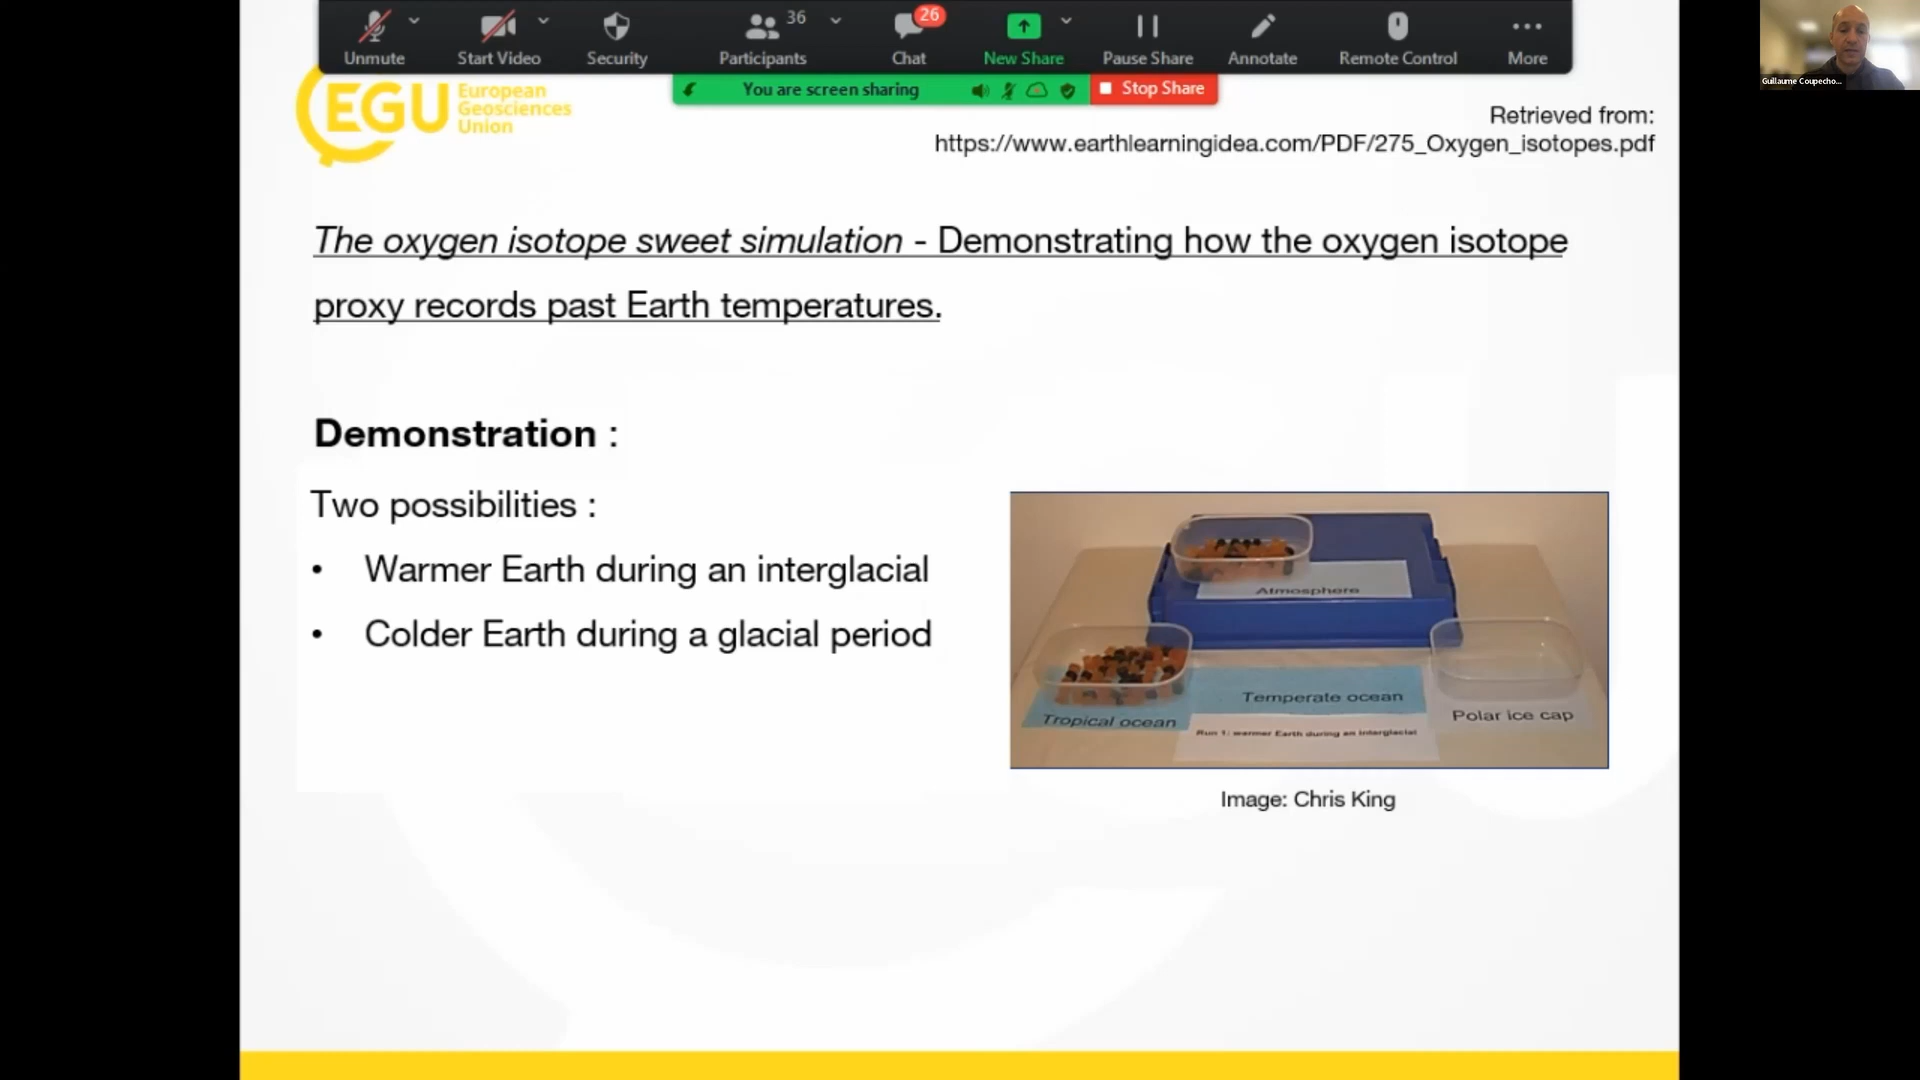 36
26
Unmute
Start Video
Security
Participants
Chat
New Share
Pause Share
Annotate
Remote Control
More
You are screen sharing
Stop Share
Guillaume Coupecho...
EGU
European
Geosciences
Union
Retrieved from:
https://www.earthlearningidea.com/PDF/275_Oxygen_isotopes.pdf
The oxygen isotope sweet simulation - Demonstrating how the oxygen isotope
proxy records past Earth temperatures.
Demonstration :
Two possibilities :
• Warmer Earth during an interglacial
• Colder Earth during a glacial period
Atmosphere
Temperate ocean
Tropical ocean
Polar ice cap
Run 1: warmer Earth during an interglacial
Image: Chris King